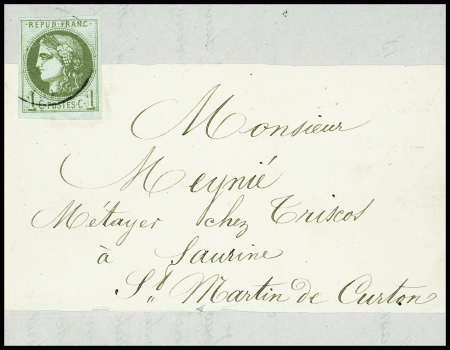 REPUB·FRANC·
1 C·POSTES·C· 1
Monsieur
Meynié
Métayer chez Triscos
à Saurine
St Martin de Curton